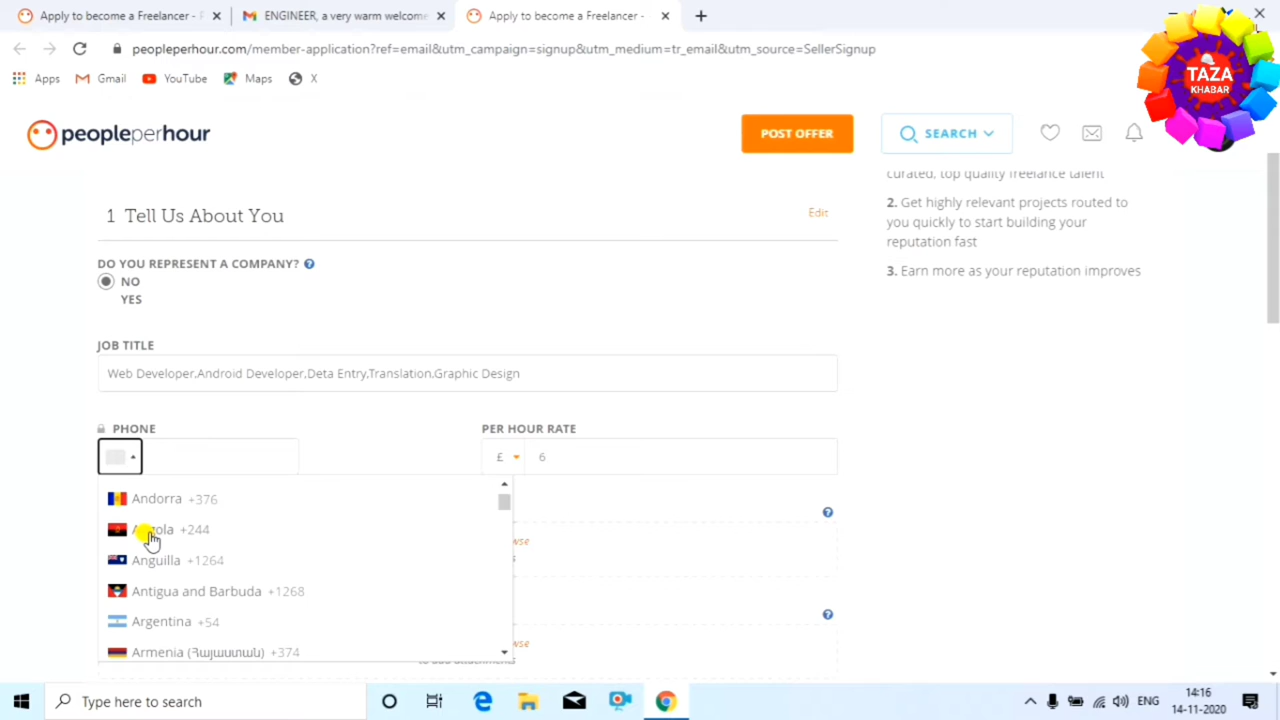 Apply to become a Freelancer -
ENGINEER, a very warm welcome
Apply to become a Freelancer -
peopleperhour.com/member-application?ref=email&utm_campaign=signup&utm_medium=tr_email&utm_source=SellerSignup
Apps Gmail YouTube Maps X
TAZA
KHABAR
peopleperhour
POST OFFER
SEARCH
curated, top quality freelance talent
2. Get highly relevant projects routed to
you quickly to start building your
reputation fast
3. Earn more as your reputation improves
1 Tell Us About You
Edit
DO YOU REPRESENT A COMPANY?
NO
YES
JOB TITLE
Web Developer,Android Developer,Deta Entry,Translation,Graphic Design
PHONE
PER HOUR RATE
£ 6
Andorra +376
Angola +244
Anguilla +1264
Antigua and Barbuda +1268
Argentina +54
Armenia (Հայաստան) +374
Type here to search
ENG
14:16
14-11-2020